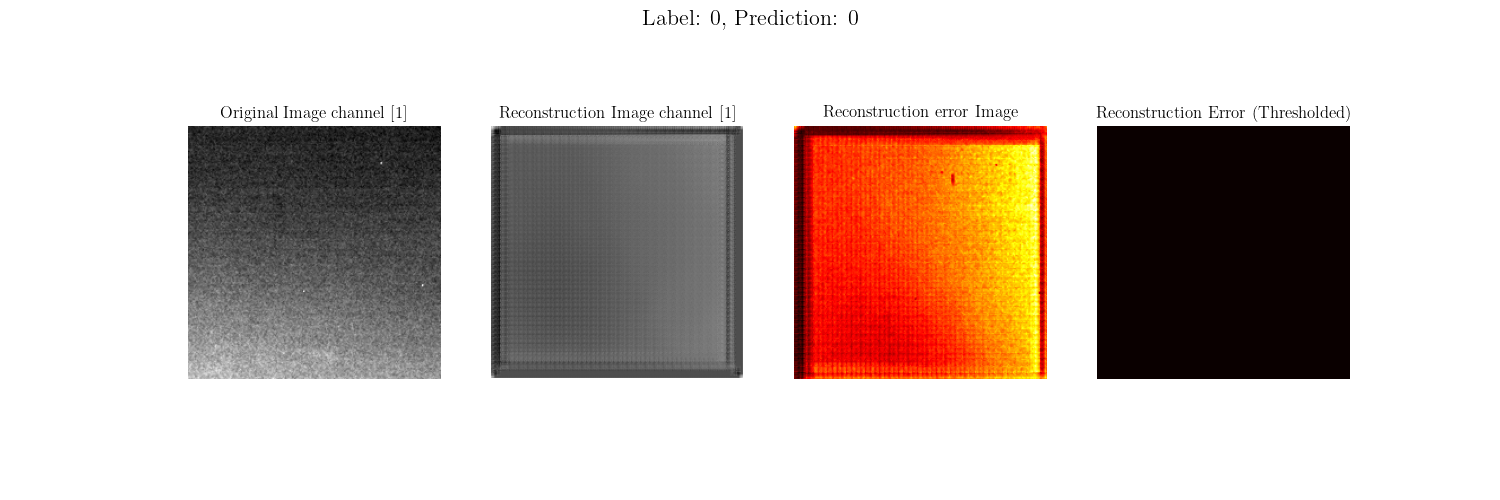 Label: 0, Prediction: 0
Original Image channel [1]
Reconstruction Image channel [1]
Reconstruction error Image
Reconstruction Error (Thresholded)